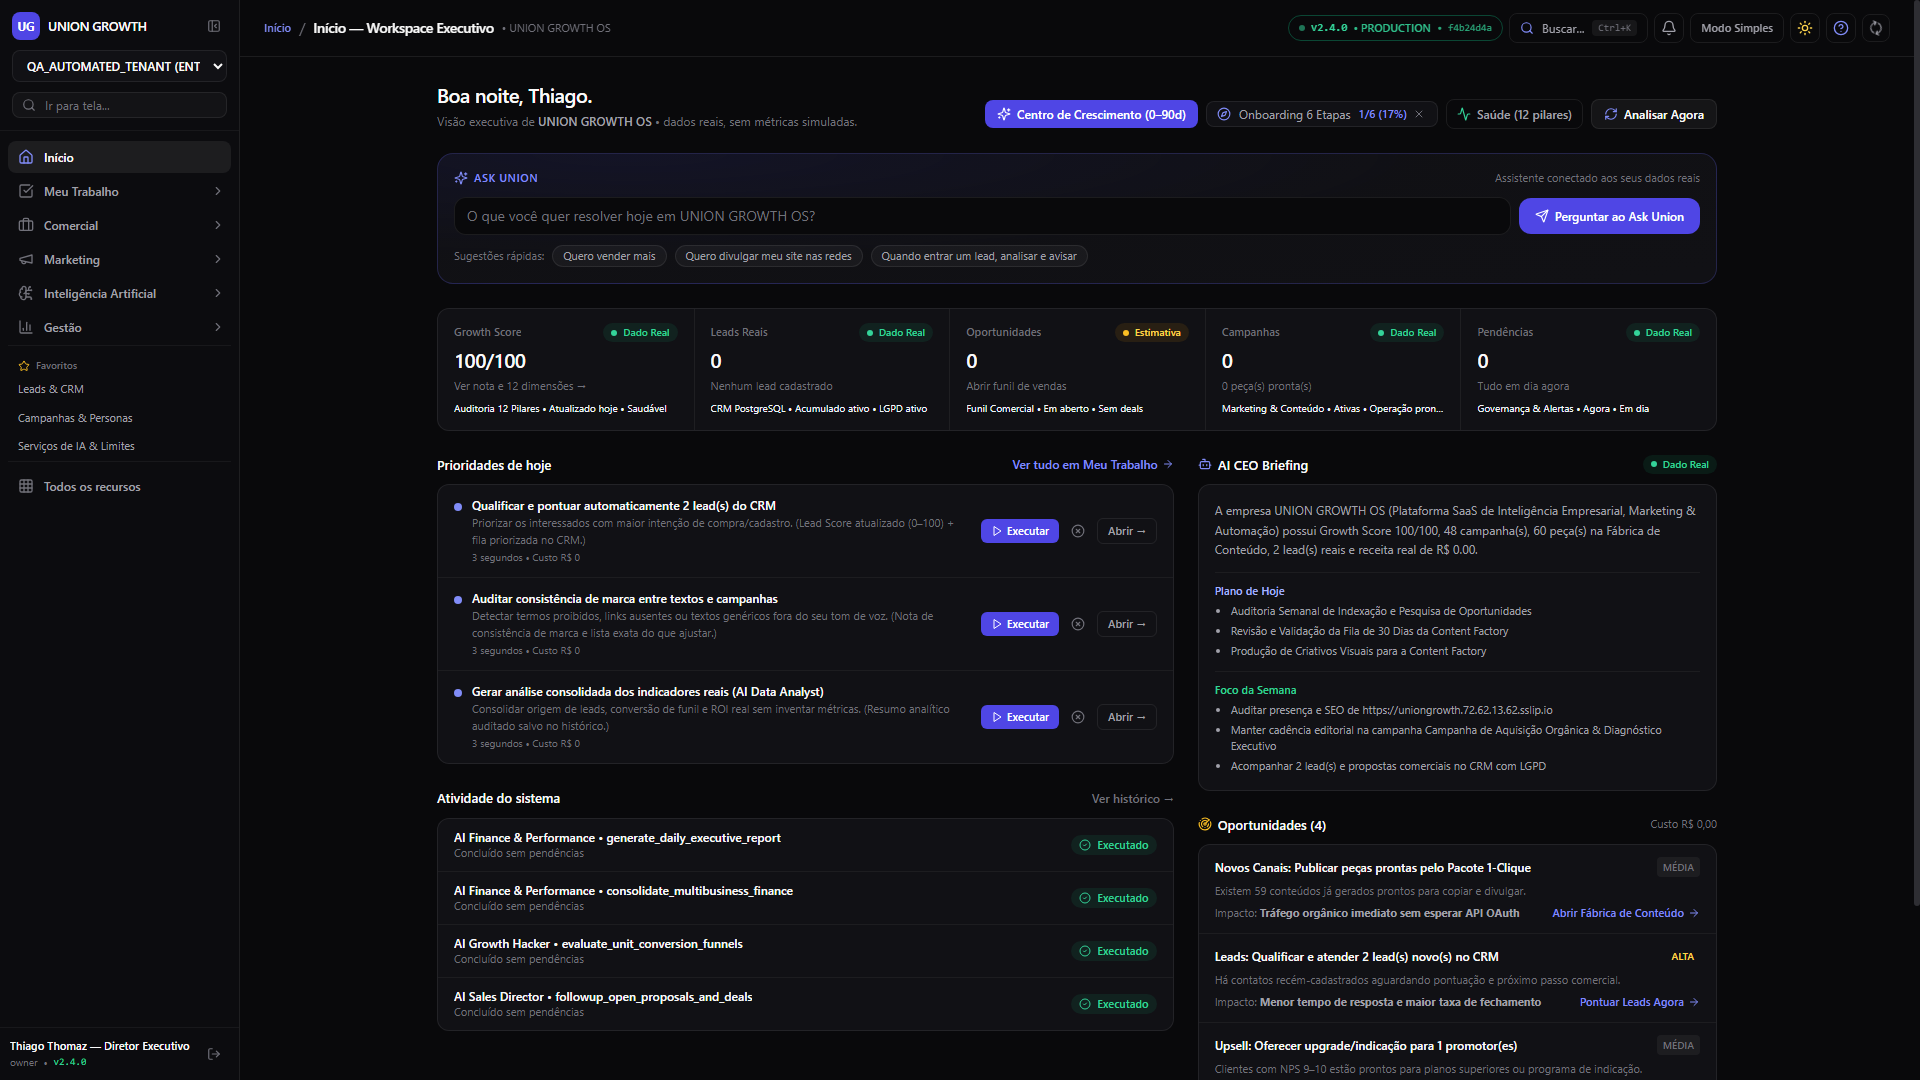 UG UNION GROWTH
QA_AUTOMATED_TENANT (ENT
Ir para tela...
Início
Meu Trabalho
Comercial
Marketing
Inteligência Artificial
Gestão
Favoritos
Leads & CRM
Campanhas & Personas
Serviços de IA & Limites
Todos os recursos
Thiago Thomaz — Diretor Executivo
owner • v2.4.0
Início / Início — Workspace Executivo • UNION GROWTH OS
v2.4.0 • PRODUCTION • f4b24d4a
Buscar... Ctrl+K
Modo Simples
Boa noite, Thiago.
Visão executiva de UNION GROWTH OS • dados reais, sem métricas simuladas.
Centro de Crescimento (0–90d)
Onboarding 6 Etapas 1/6 (17%)
Saúde (12 pilares)
Analisar Agora
ASK UNION
Assistente conectado aos seus dados reais
O que você quer resolver hoje em UNION GROWTH OS?
Perguntar ao Ask Union
Sugestões rápidas: Quero vender mais Quero divulgar meu site nas redes Quando entrar um lead, analisar e avisar
Growth Score Dado Real
100/100
Ver nota e 12 dimensões →
Auditoria 12 Pilares • Atualizado hoje • Saudável
Leads Reais Dado Real
0
Nenhum lead cadastrado
CRM PostgreSQL • Acumulado ativo • LGPD ativo
Oportunidades Estimativa
0
Abrir funil de vendas
Funil Comercial • Em aberto • Sem deals
Campanhas Dado Real
0
0 peça(s) pronta(s)
Marketing & Conteúdo • Ativas • Operação pron...
Pendências Dado Real
0
Tudo em dia agora
Governança & Alertas • Agora • Em dia
Prioridades de hoje
Ver tudo em Meu Trabalho →
Qualificar e pontuar automaticamente 2 lead(s) do CRM
Priorizar os interessados com maior intenção de compra/cadastro. (Lead Score atualizado (0–100) +
fila priorizada no CRM.)
3 segundos • Custo R$ 0
Executar
Abrir →
Auditar consistência de marca entre textos e campanhas
Detectar termos proibidos, links ausentes ou textos genéricos fora do seu tom de voz. (Nota de
consistência de marca e lista exata do que ajustar.)
3 segundos • Custo R$ 0
Executar
Abrir →
Gerar análise consolidada dos indicadores reais (AI Data Analyst)
Consolidar origem de leads, conversão de funil e ROI real sem inventar métricas. (Resumo analítico
auditado salvo no histórico.)
3 segundos • Custo R$ 0
Executar
Abrir →
Atividade do sistema
Ver histórico →
AI Finance & Performance • generate_daily_executive_report
Concluído sem pendências
Executado
AI Finance & Performance • consolidate_multibusiness_finance
Concluído sem pendências
Executado
AI Growth Hacker • evaluate_unit_conversion_funnels
Concluído sem pendências
Executado
AI Sales Director • followup_open_proposals_and_deals
Concluído sem pendências
Executado
AI CEO Briefing
Dado Real
A empresa UNION GROWTH OS (Plataforma SaaS de Inteligência Empresarial, Marketing &
Automação) possui Growth Score 100/100, 48 campanha(s), 60 peça(s) na Fábrica de
Conteúdo, 2 lead(s) reais e receita real de R$ 0.00.
Plano de Hoje
• Auditoria Semanal de Indexação e Pesquisa de Oportunidades
• Revisão e Validação da Fila de 30 Dias da Content Factory
• Produção de Criativos Visuais para a Content Factory
Foco da Semana
• Auditar presença e SEO de https://uniongrowth.72.62.13.62.sslip.io
• Manter cadência editorial na campanha Campanha de Aquisição Orgânica & Diagnóstico
Executivo
• Acompanhar 2 lead(s) e propostas comerciais no CRM com LGPD
Oportunidades (4)
Custo R$ 0,00
Novos Canais: Publicar peças prontas pelo Pacote 1-Clique
MÉDIA
Existem 59 conteúdos já gerados prontos para copiar e divulgar.
Impacto: Tráfego orgânico imediato sem esperar API OAuth
Abrir Fábrica de Conteúdo →
Leads: Qualificar e atender 2 lead(s) novo(s) no CRM
ALTA
Há contatos recém-cadastrados aguardando pontuação e próximo passo comercial.
Impacto: Menor tempo de resposta e maior taxa de fechamento
Pontuar Leads Agora →
Upsell: Oferecer upgrade/indicação para 1 promotor(es)
MÉDIA
Clientes com NPS 9–10 estão prontos para planos superiores ou programa de indicação.